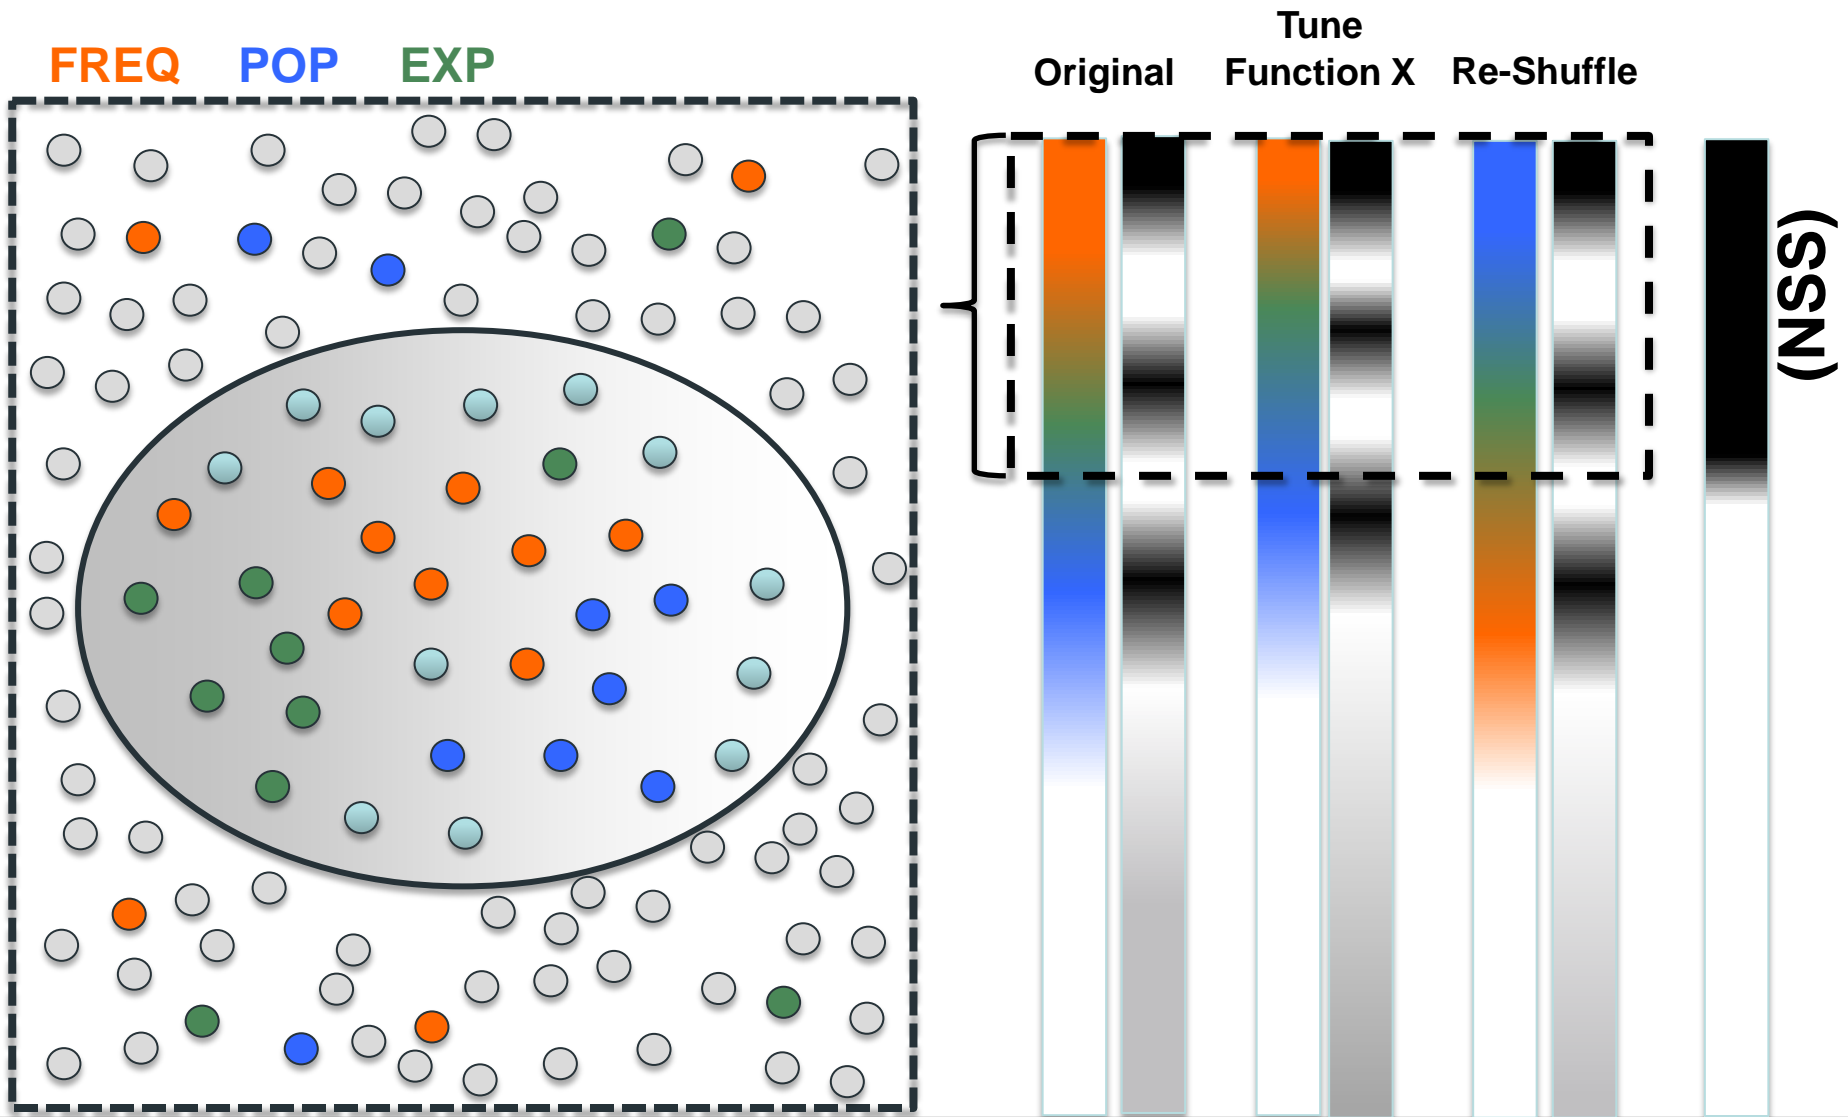 FREQ POP EXP
Original
Tune
Function X
Re-Shuffle
(NSS)